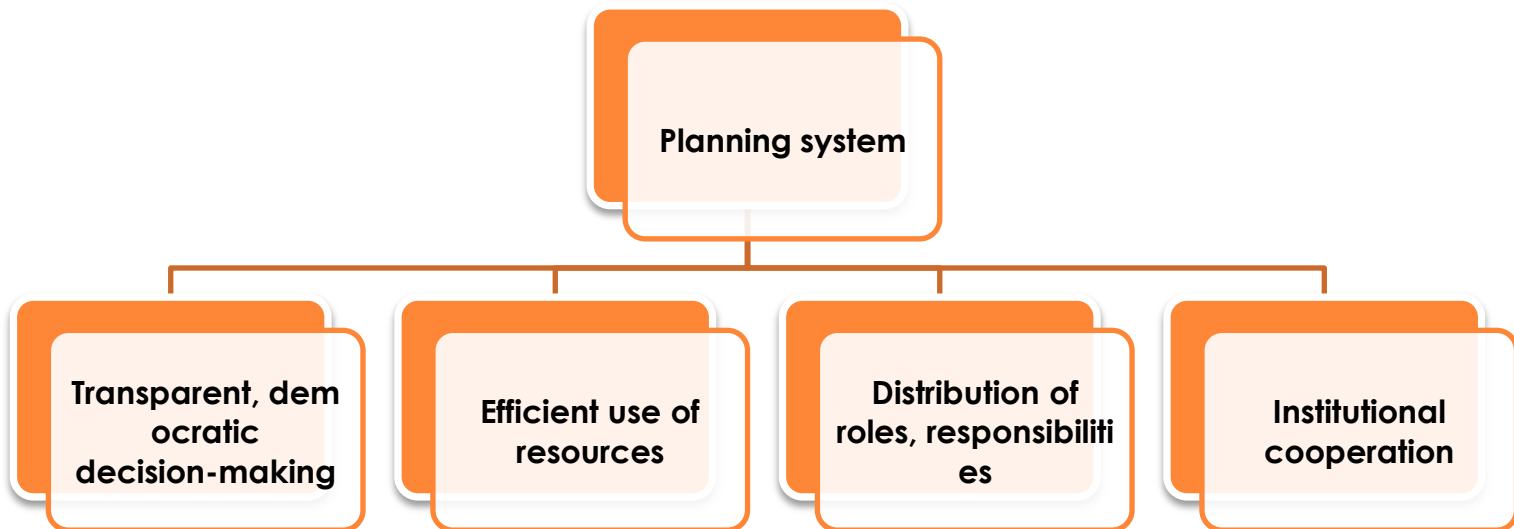 Planning system
Transparent, dem
ocratic
decision-making
Efficient use of
resources
Distribution of
roles, responsibiliti
es
Institutional
cooperation